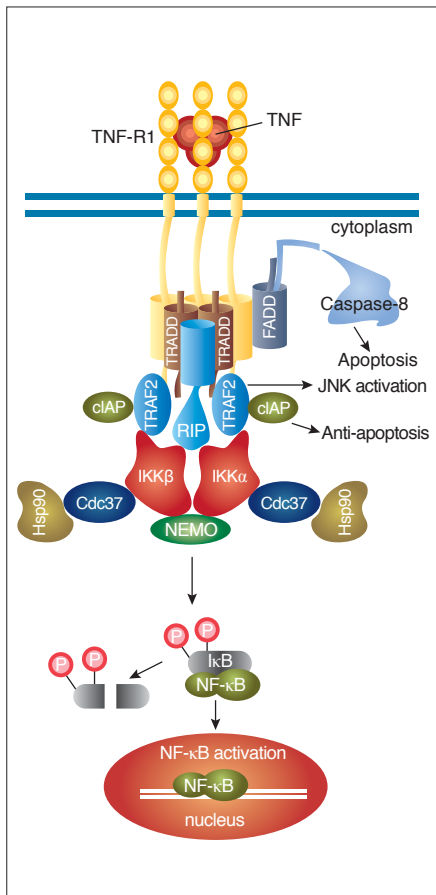 TNF-R1
TNF
cytoplasm
TRADD
TRADD
FADD
Caspase-8
Apoptosis
JNK activation
cIAP
TRAF2
RIP
TRAF2
cIAP
Anti-apoptosis
IKKβ
IKKα
Hsp90
Cdc37
NEMO
Cdc37
Hsp90
P
P
P
P
IκB
NF-κB
NF-κB activation
NF-κB
nucleus